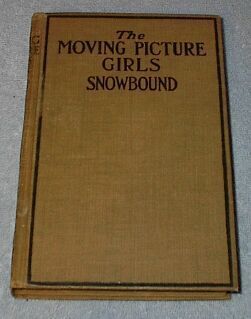 The
MOVING PICTURE
GIRLS
SNOWBOUND